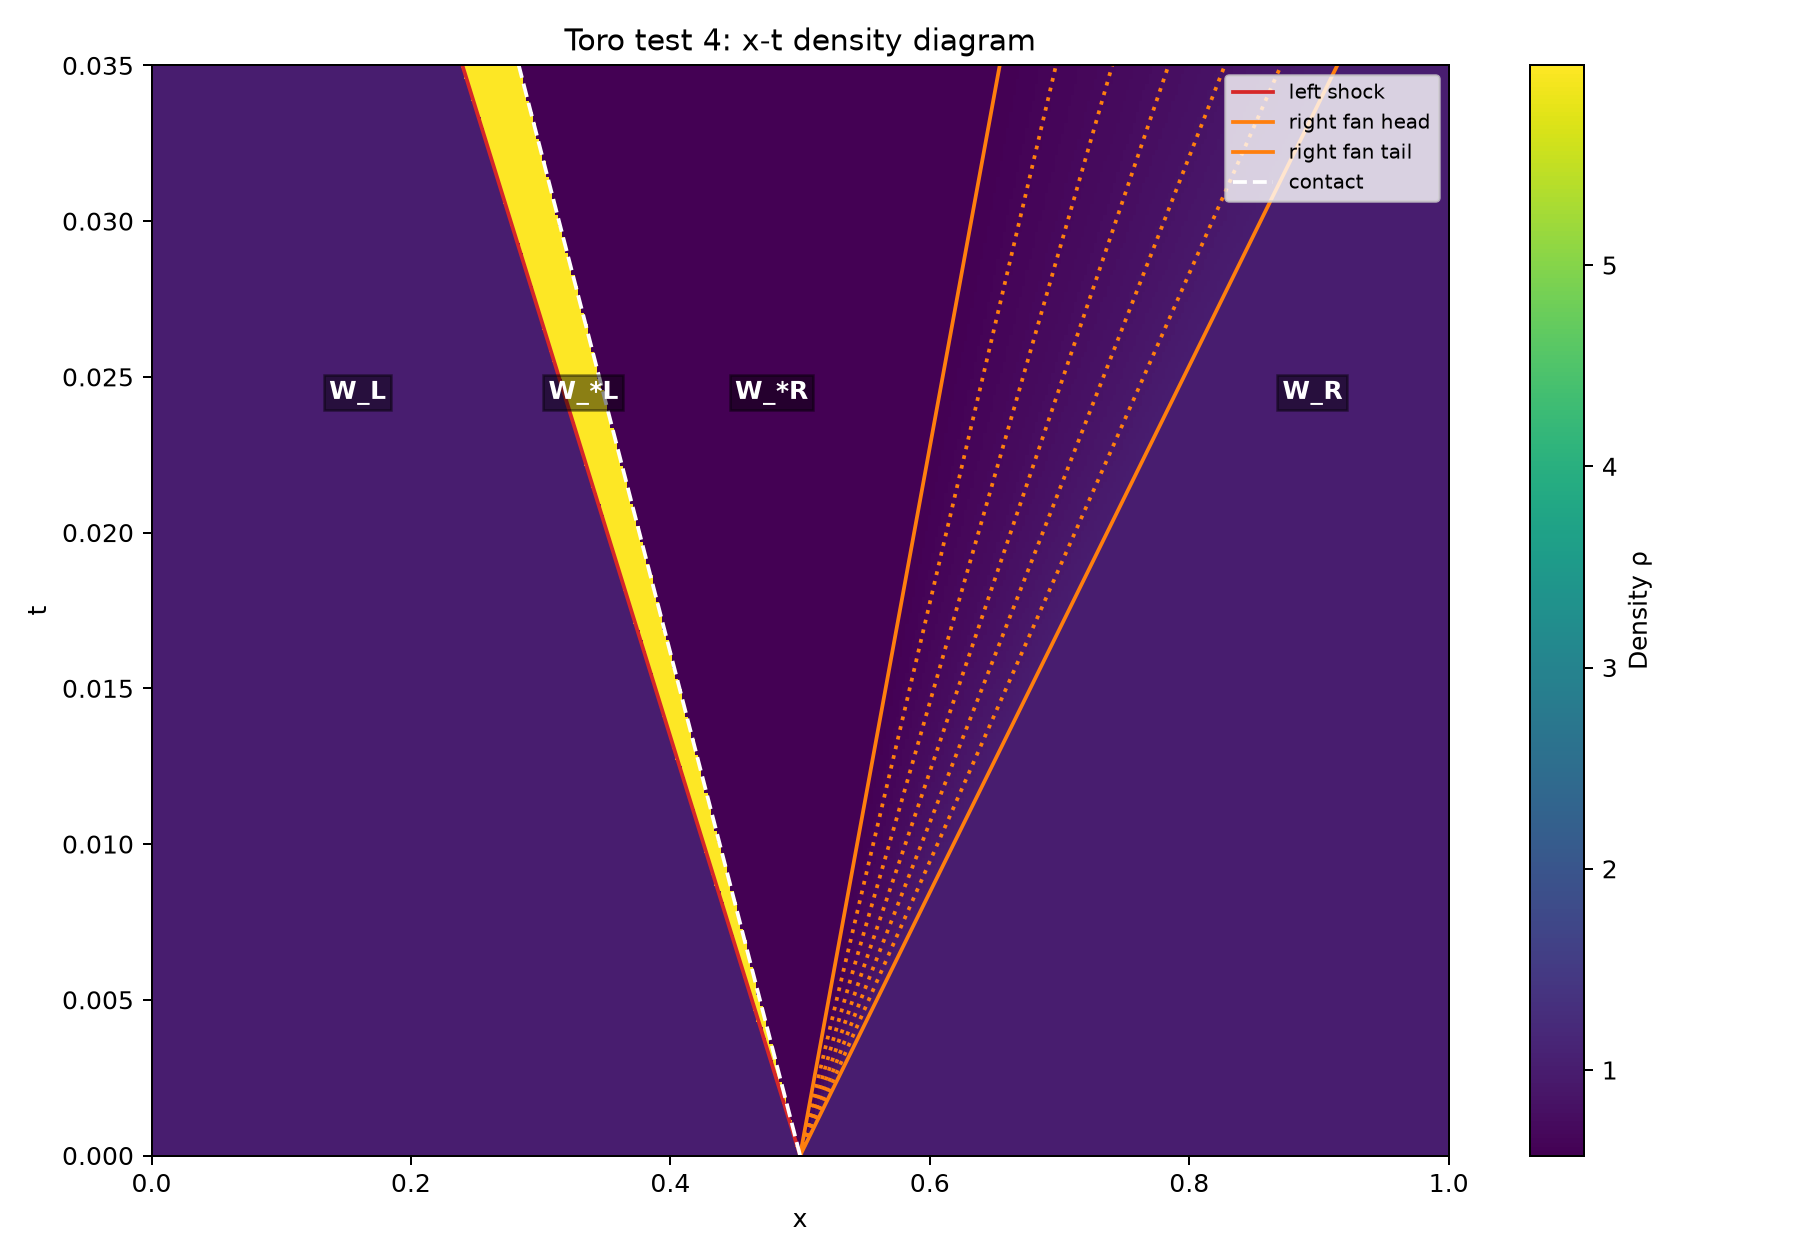 Toro test 4: x-t density diagram
0.035
0.030
0.025
0.020
0.015
0.010
0.005
0.000
t
left shock
right fan head
right fan tail
contact
W_L
W_*L
W_*R
W_R
0.0
0.2
0.4
0.6
0.8
1.0
x
5
4
3
2
1
Density ρ